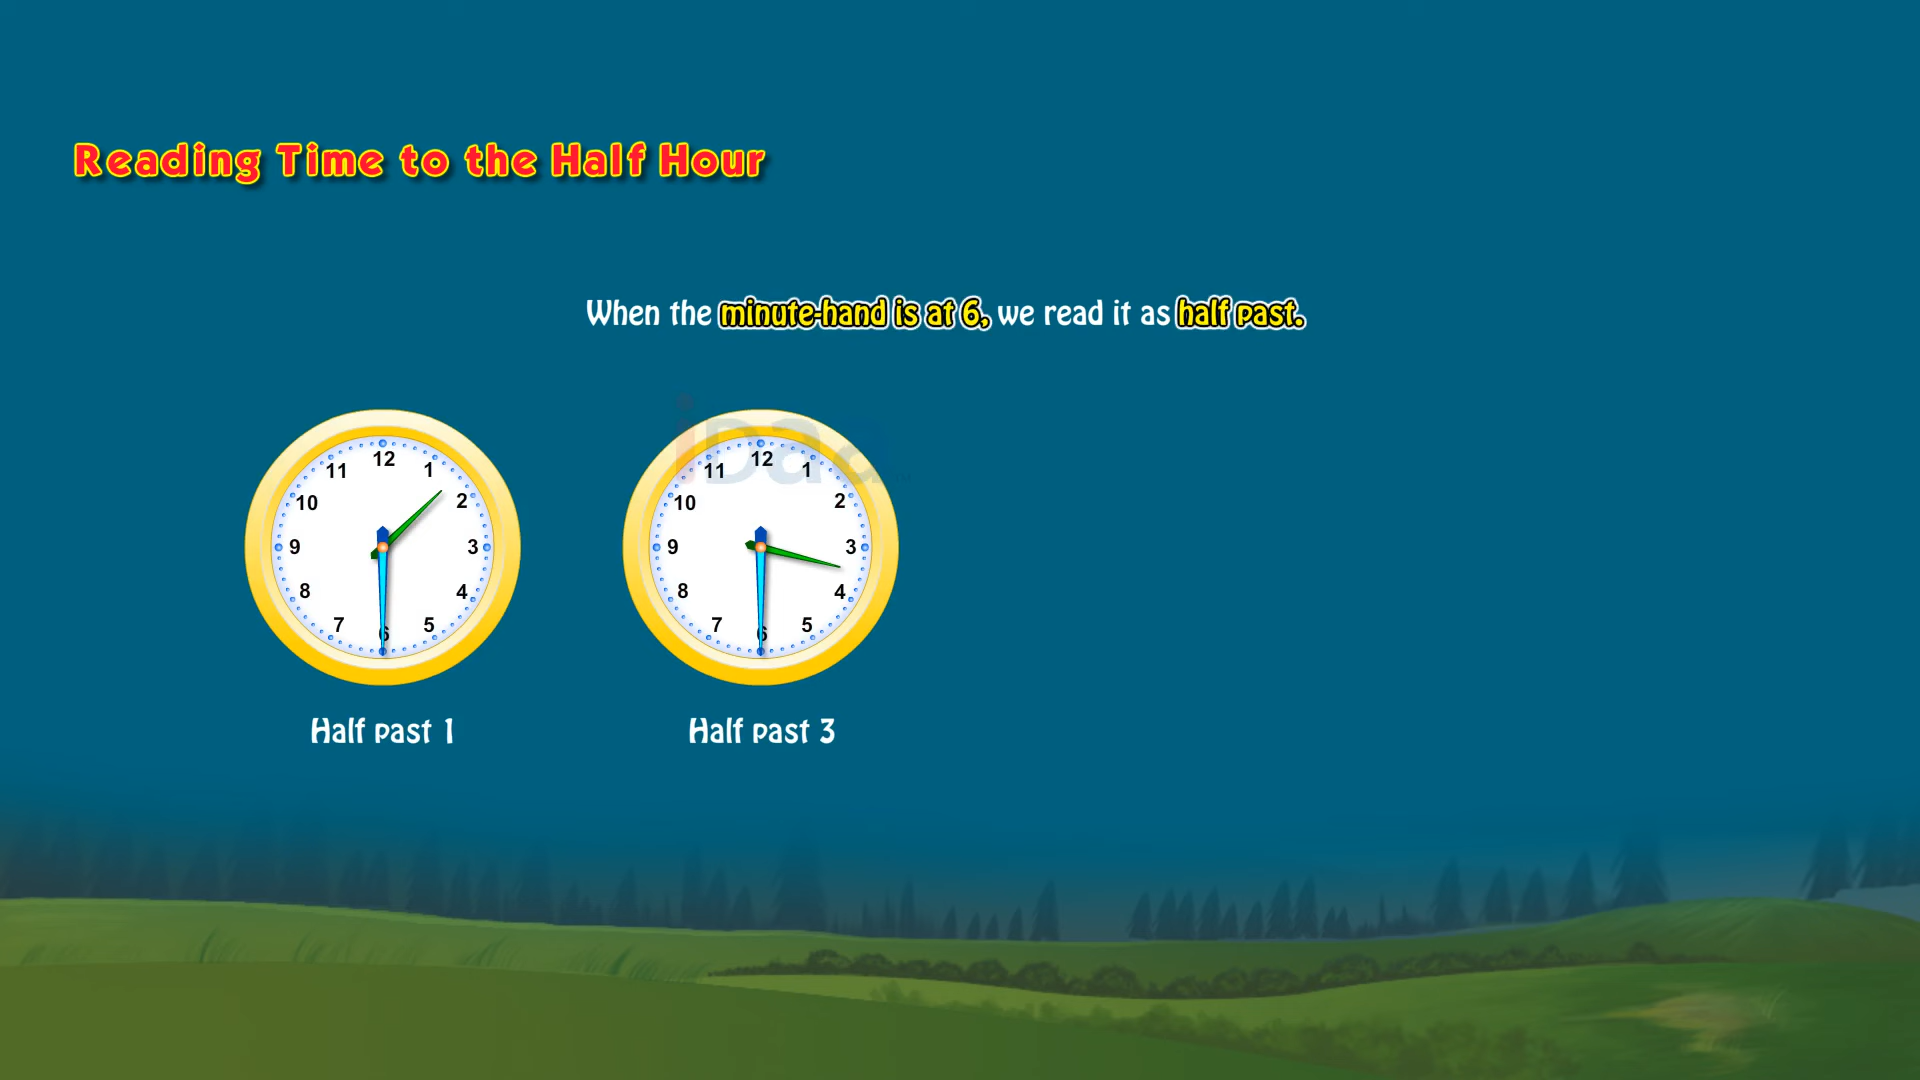 Reading Time to the Half Hour
When the minute-hand is at 6, we read it as half past.
iDaa
12 1 2 3 4 5 6 7 8 9 10 11
12 1 2 3 4 5 6 7 8 9 10 11
Half past 1
Half past 3